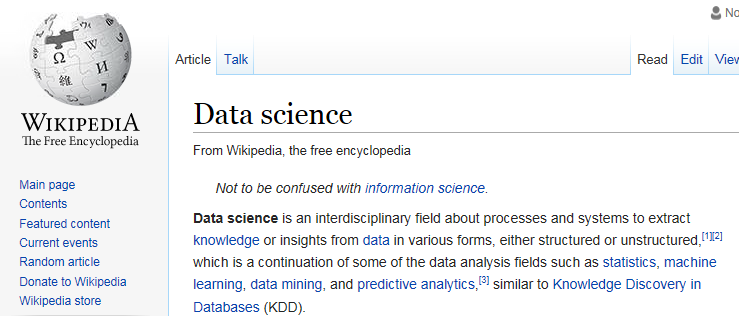 No
Article Talk Read Edit View
WIKIPEDIA
The Free Encyclopedia
Main page
Contents
Featured content
Current events
Random article
Donate to Wikipedia
Wikipedia store
Data science
From Wikipedia, the free encyclopedia
Not to be confused with information science.
Data science is an interdisciplinary field about processes and systems to extract
knowledge or insights from data in various forms, either structured or unstructured,[1][2]
which is a continuation of some of the data analysis fields such as statistics, machine
learning, data mining, and predictive analytics,[3] similar to Knowledge Discovery in
Databases (KDD).